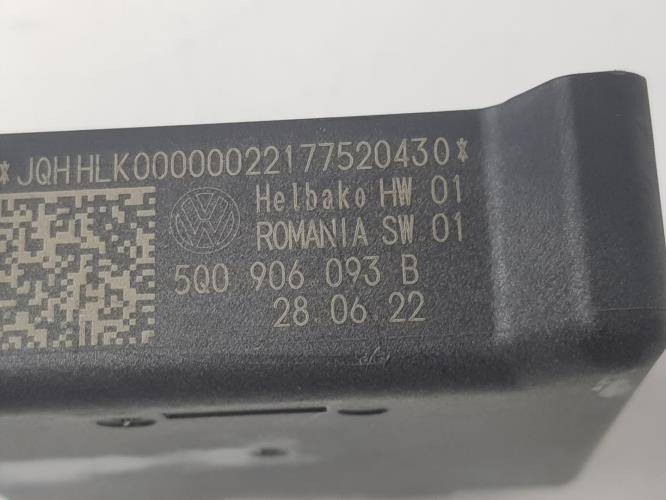 *JQHHLK00000022177520430*
Helbako HW 01
ROMANIA SW 01
5Q0 906 093 B
28.06.22